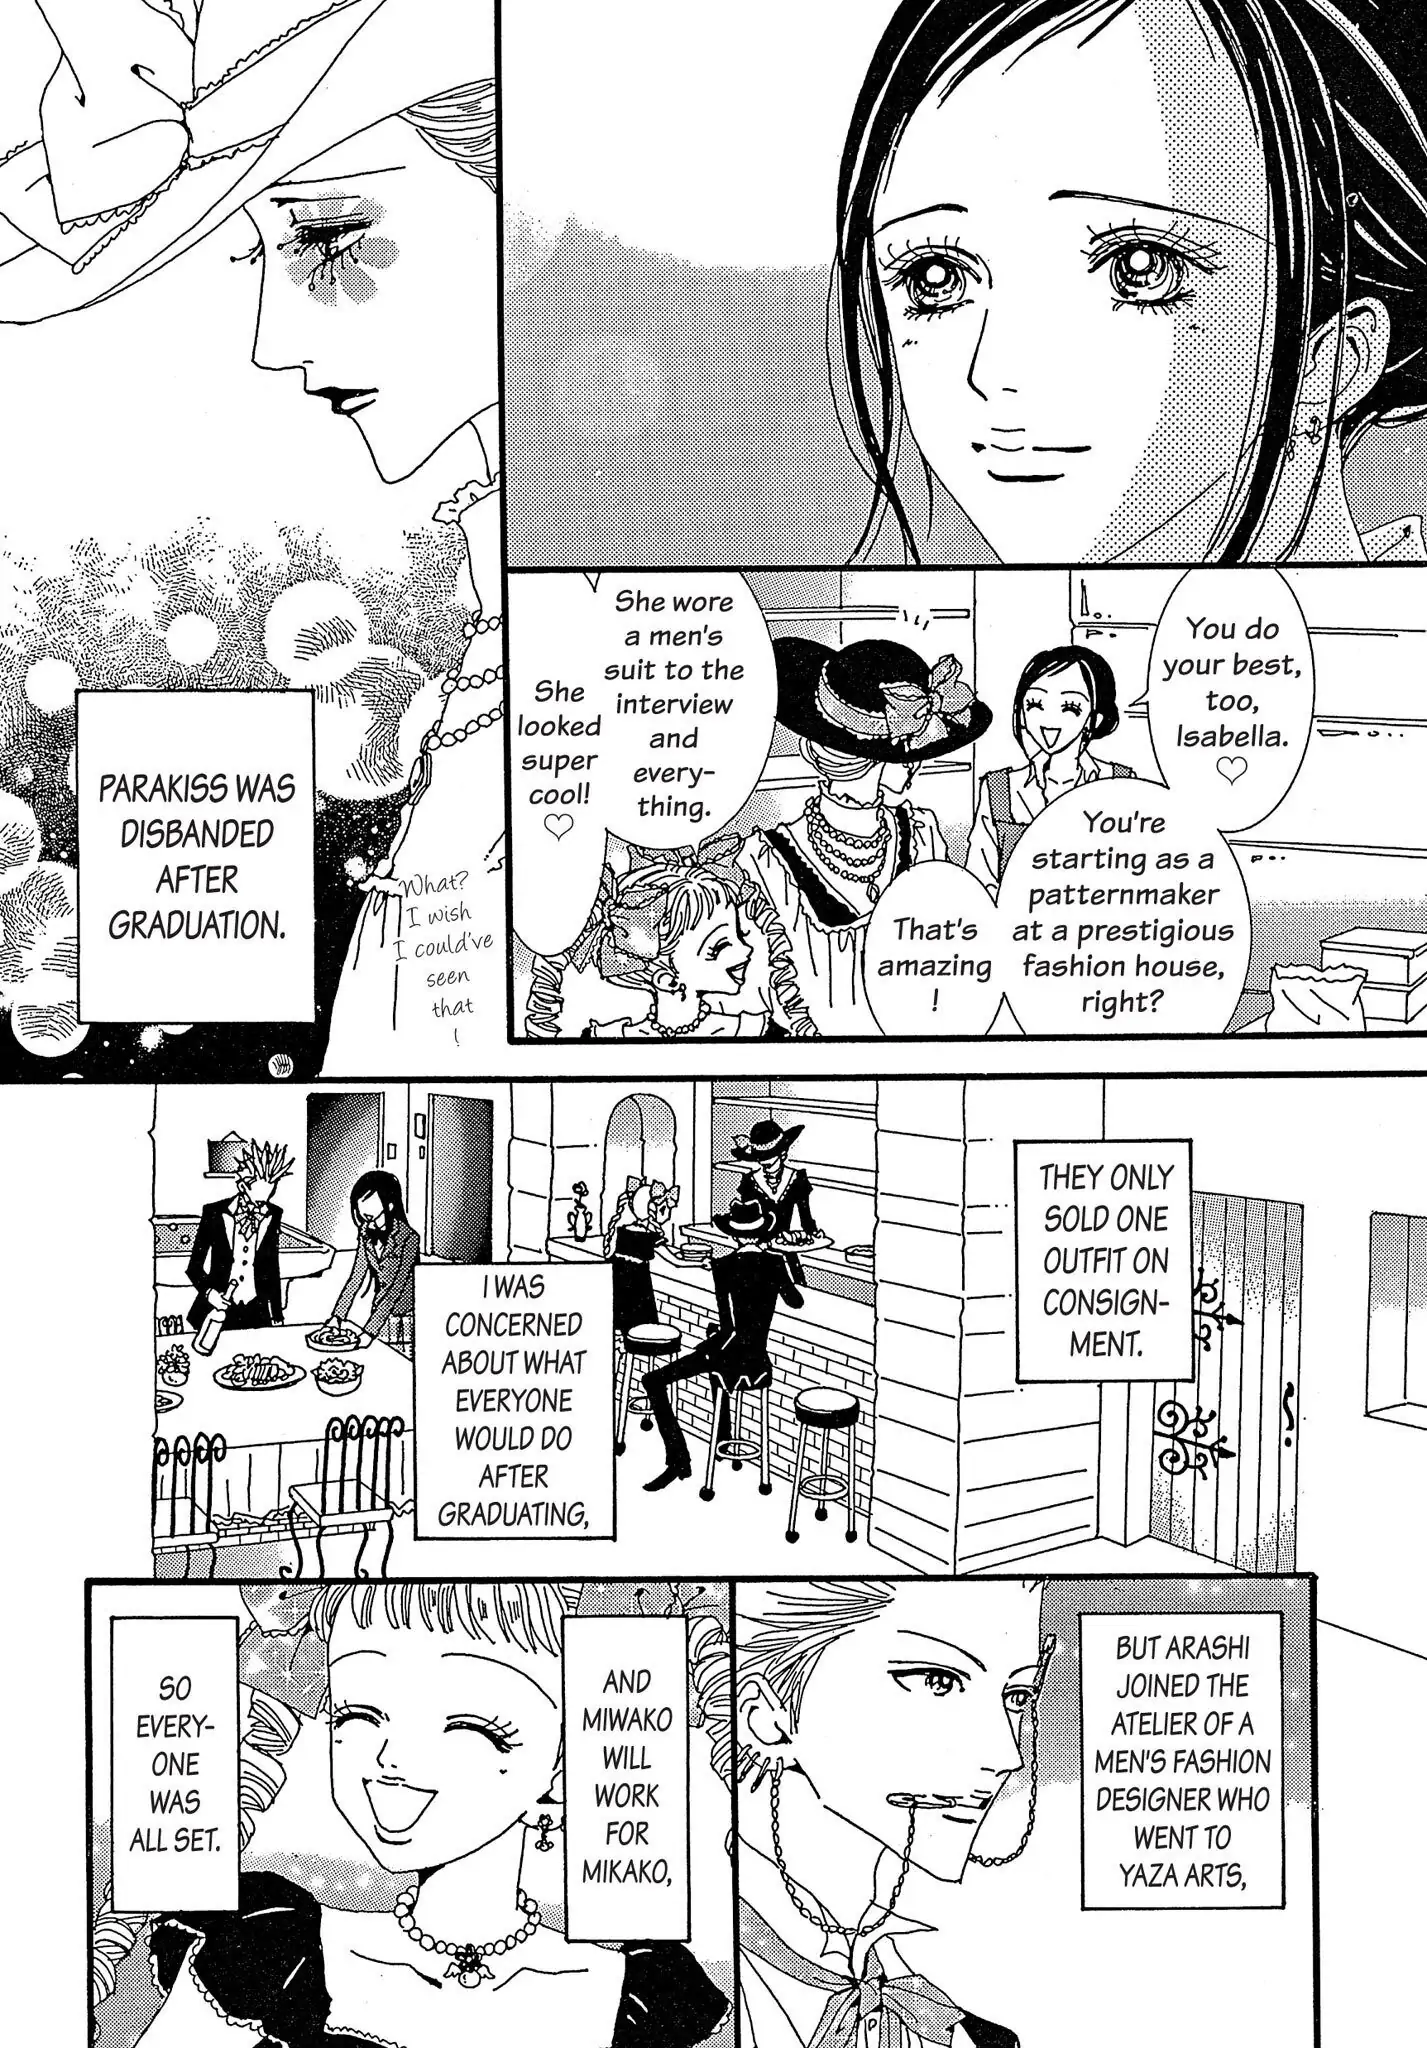 You do
your best,
too,
Isabella.
♡
You're
starting as a
patternmaker
at a prestigious
fashion house,
right?
That's
amazing
!
She wore
a men's
suit to the
interview
and
every-
thing.
She
looked
super
cool!
♡
What?
I wish
I could've
seen
that
!
PARAKISS WAS
DISBANDED
AFTER
GRADUATION.
THEY ONLY
SOLD ONE
OUTFIT ON
CONSIGN-
MENT.
I WAS
CONCERNED
ABOUT WHAT
EVERYONE
WOULD DO
AFTER
GRADUATING,
BUT ARASHI
JOINED THE
ATELIER OF A
MEN'S FASHION
DESIGNER WHO
WENT TO
YAZA ARTS,
AND
MIWAKO
WILL
WORK
FOR
MIKAKO,
SO
EVERY-
ONE
WAS
ALL SET.